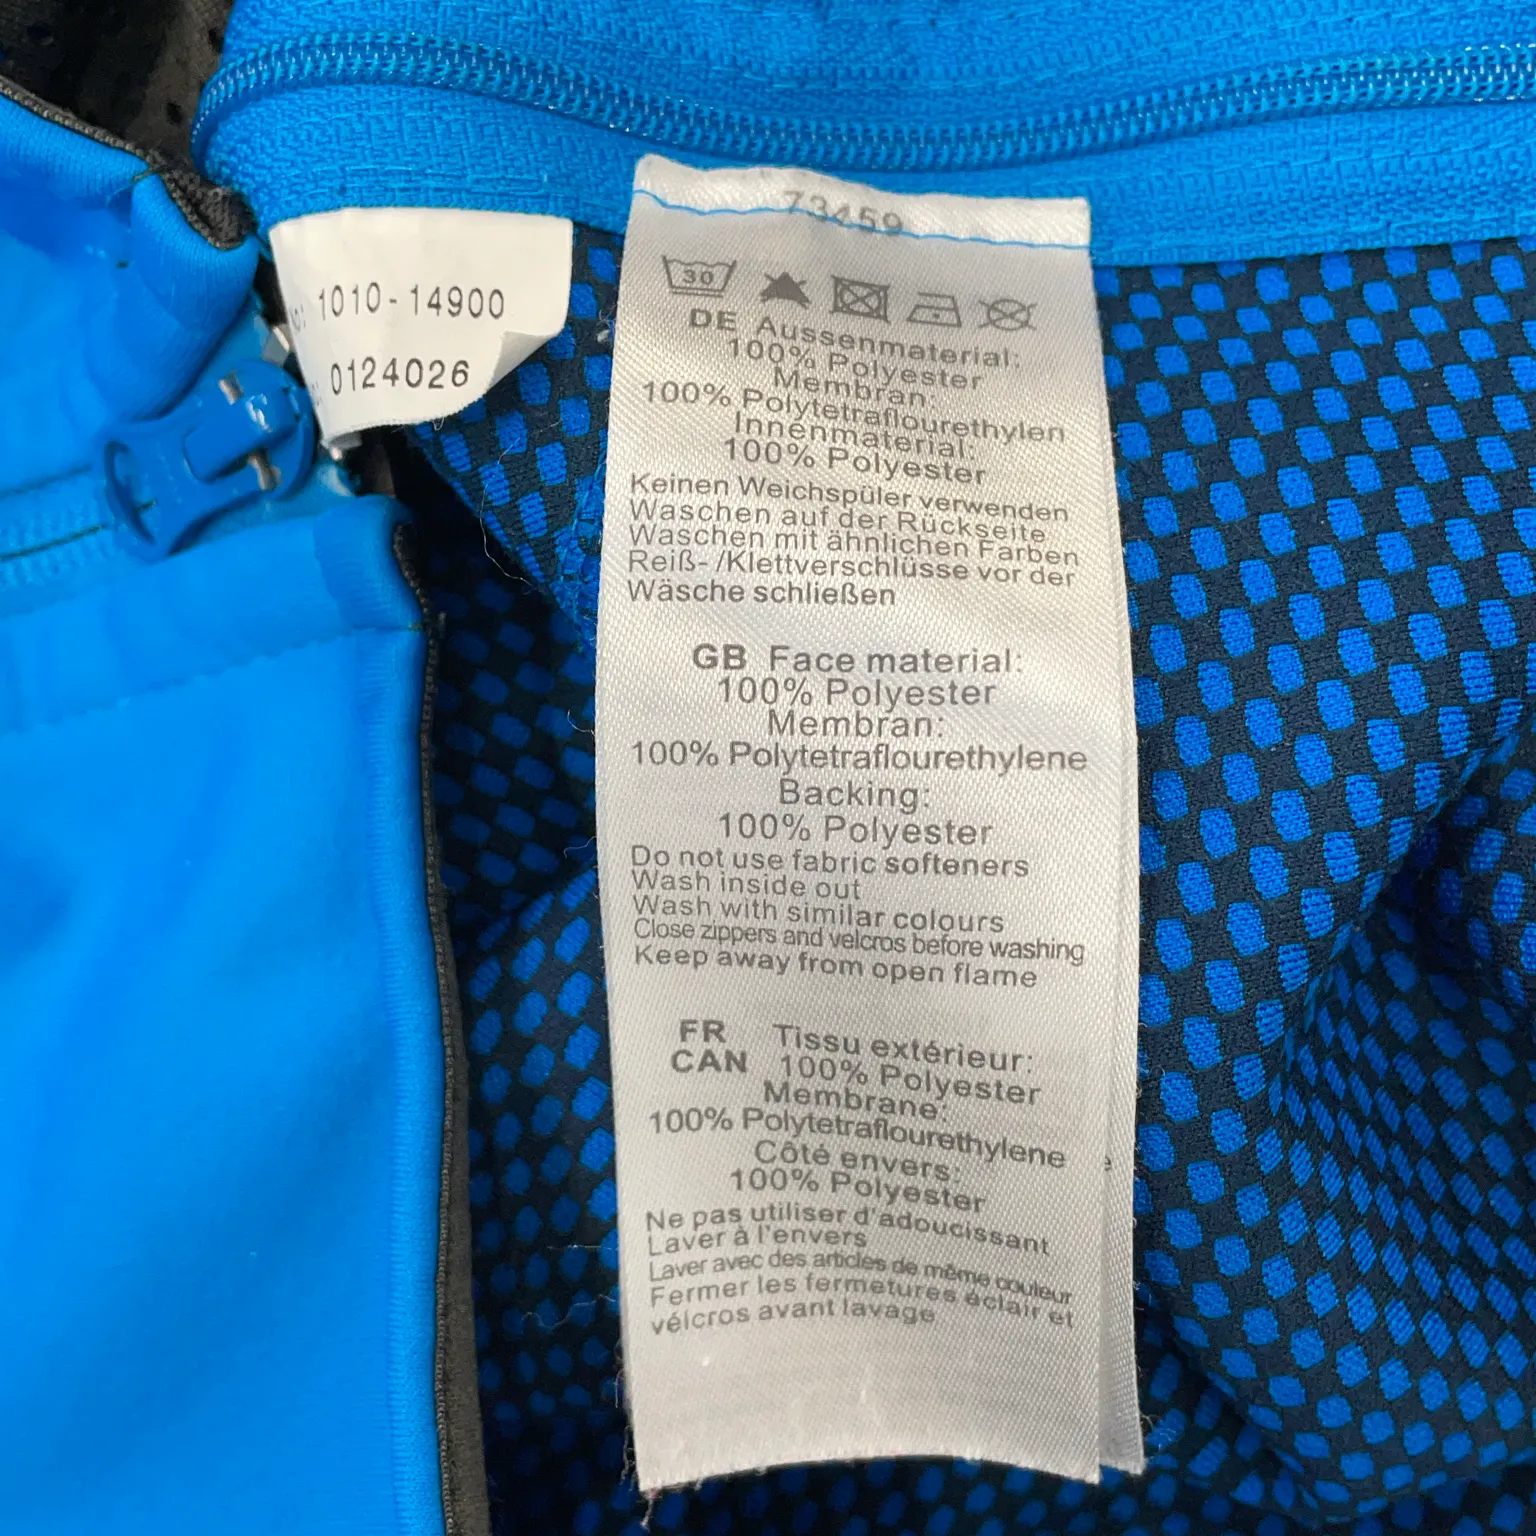 1010-14900
0124026
73459
30
DE Aussenmaterial:
100% Polyester
Membran:
100% Polytetraflourethylen
Innenmaterial:
100% Polyester
Keinen Weichspüler verwenden
Waschen auf der Rückseite
Waschen mit ähnlichen Farben
Reiß- /Klettverschlüsse vor der
Wäsche schließen
GB Face material:
100% Polyester
Membran:
100% Polytetraflourethylene
Backing:
100% Polyester
Do not use fabric softeners
Wash inside out
Wash with similar colours
Close zippers and velcros before washing
Keep away from open flame
FR CAN Tissu extérieur:
100% Polyester
Membrane:
100% Polytetraflourethylene
Côté envers:
100% Polyester
Ne pas utiliser d'adoucissant
Laver à l'envers
Laver avec des articles de même couleur
Fermer les fermetures éclair et
vélcros avant lavage